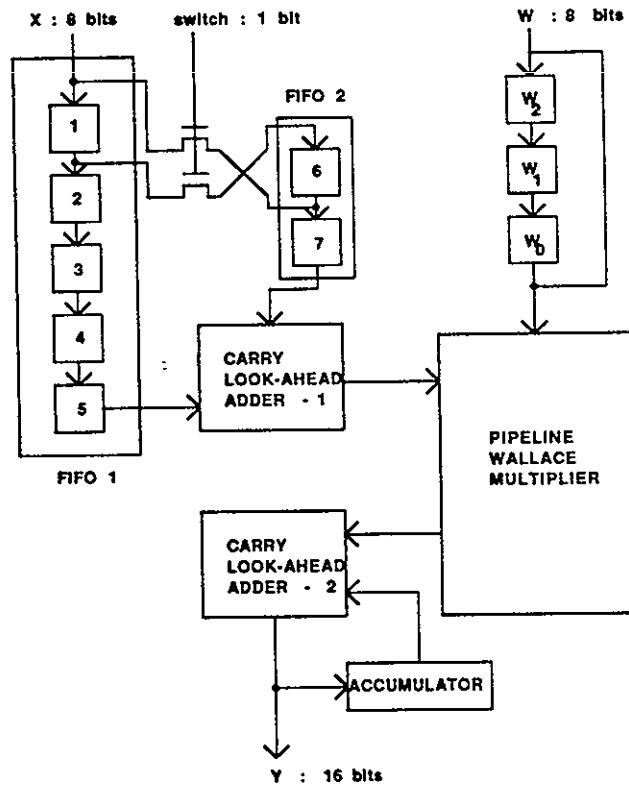 X : 8 bits
switch : 1 bit
W : 8 bits
FIFO 2
1
2
3
4
5
6
7
W2
W1
W0
CARRY
LOOK-AHEAD
ADDER - 1
FIFO 1
PIPELINE
WALLACE
MULTIPLIER
CARRY
LOOK-AHEAD
ADDER - 2
ACCUMULATOR
Y : 16 bits